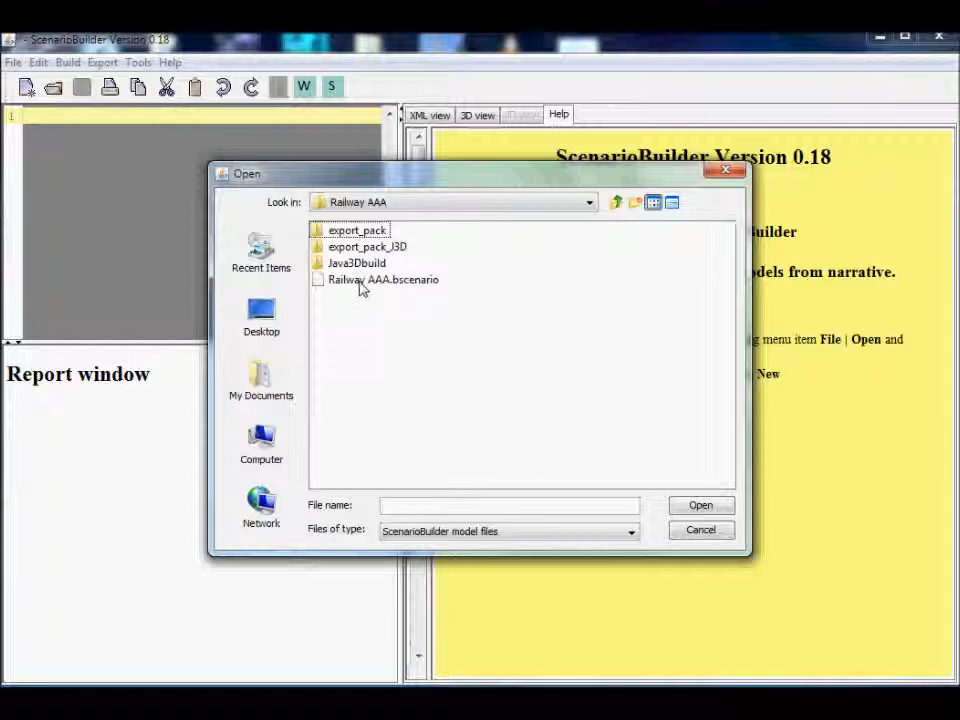 - ScenarioBuilder Version 0.18
File Edit Build Export Tools Help
W S
1
XML view 3D view Help
ScenarioBuilder Version 0.18
Builder
dels from narrative.
g menu item File | Open and
New
Report window
Open
Look in: Railway AAA
export_pack
export_pack_J3D
Java3Dbuild
Railway AAA.bscenario
Recent Items
Desktop
My Documents
Computer
Network
File name:
Open
Files of type: ScenarioBuilder model files
Cancel